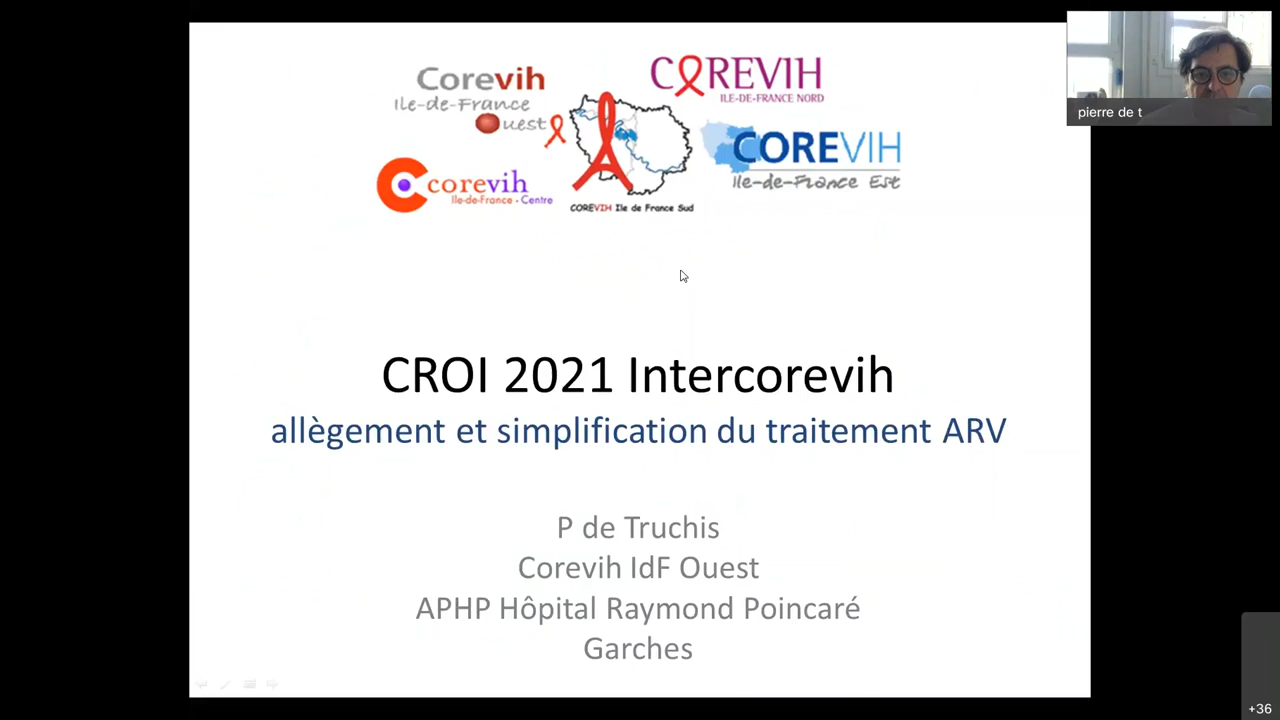 Corevih
Ile-de-France
Ouest
COREVIH
ILE-DE-FRANCE NORD
COREVIH
Ile-de-France Est
corevih
Ile-de-France - Centre
COREVIH Ile de France Sud
pierre de t
CROI 2021 Intercorevih
allègement et simplification du traitement ARV
P de Truchis
Corevih IdF Ouest
APHP Hôpital Raymond Poincaré
Garches
+36